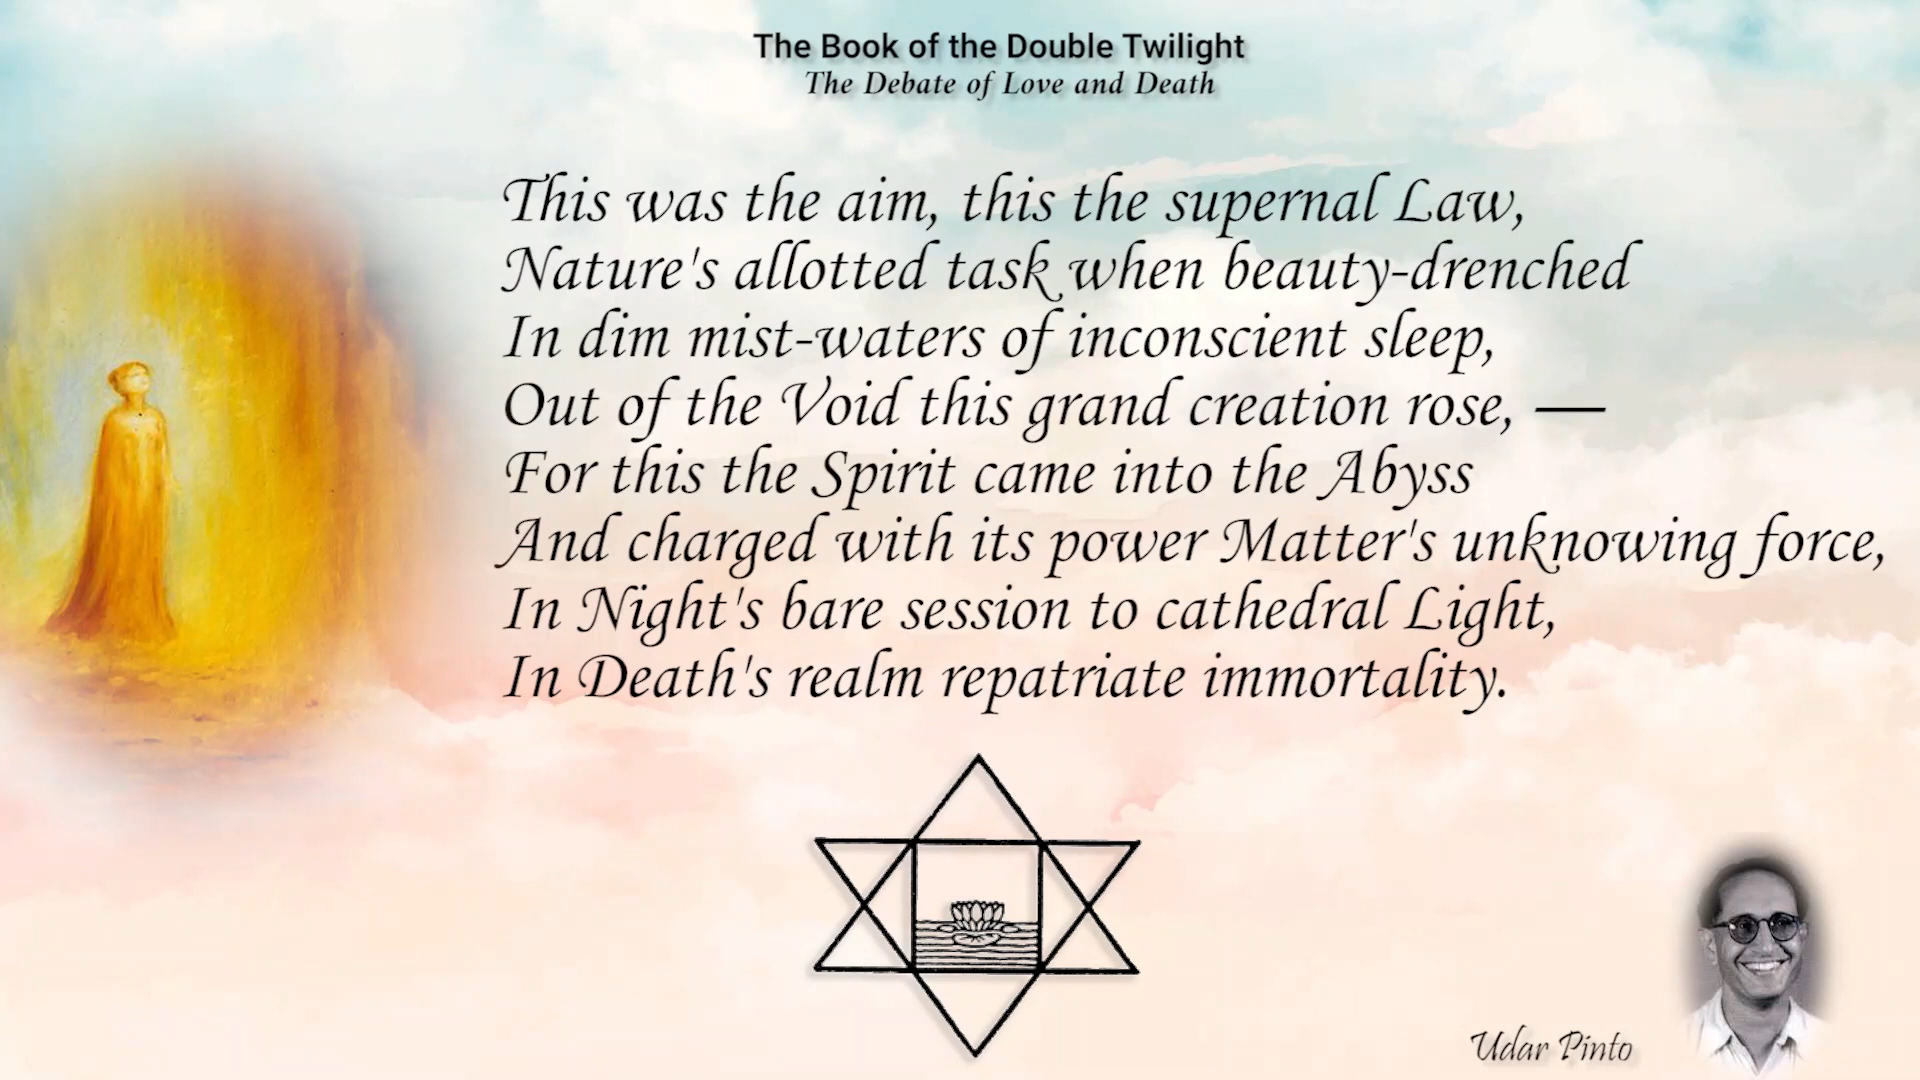 The Book of the Double Twilight
The Debate of Love and Death
This was the aim, this the supernal Law,
Nature's allotted task when beauty-drenched
In dim mist-waters of inconscient sleep,
Out of the Void this grand creation rose, —
For this the Spirit came into the Abyss
And charged with its power Matter's unknowing force,
In Night's bare session to cathedral Light,
In Death's realm repatriate immortality.
Udar Pinto